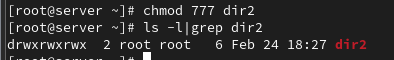 [root@server ~]# chmod 777 dir2
[root@server ~]# ls -l|grep dir2
drwxrwxrwx  2 root root   6 Feb 24 18:27 dir2
[root@server ~]#